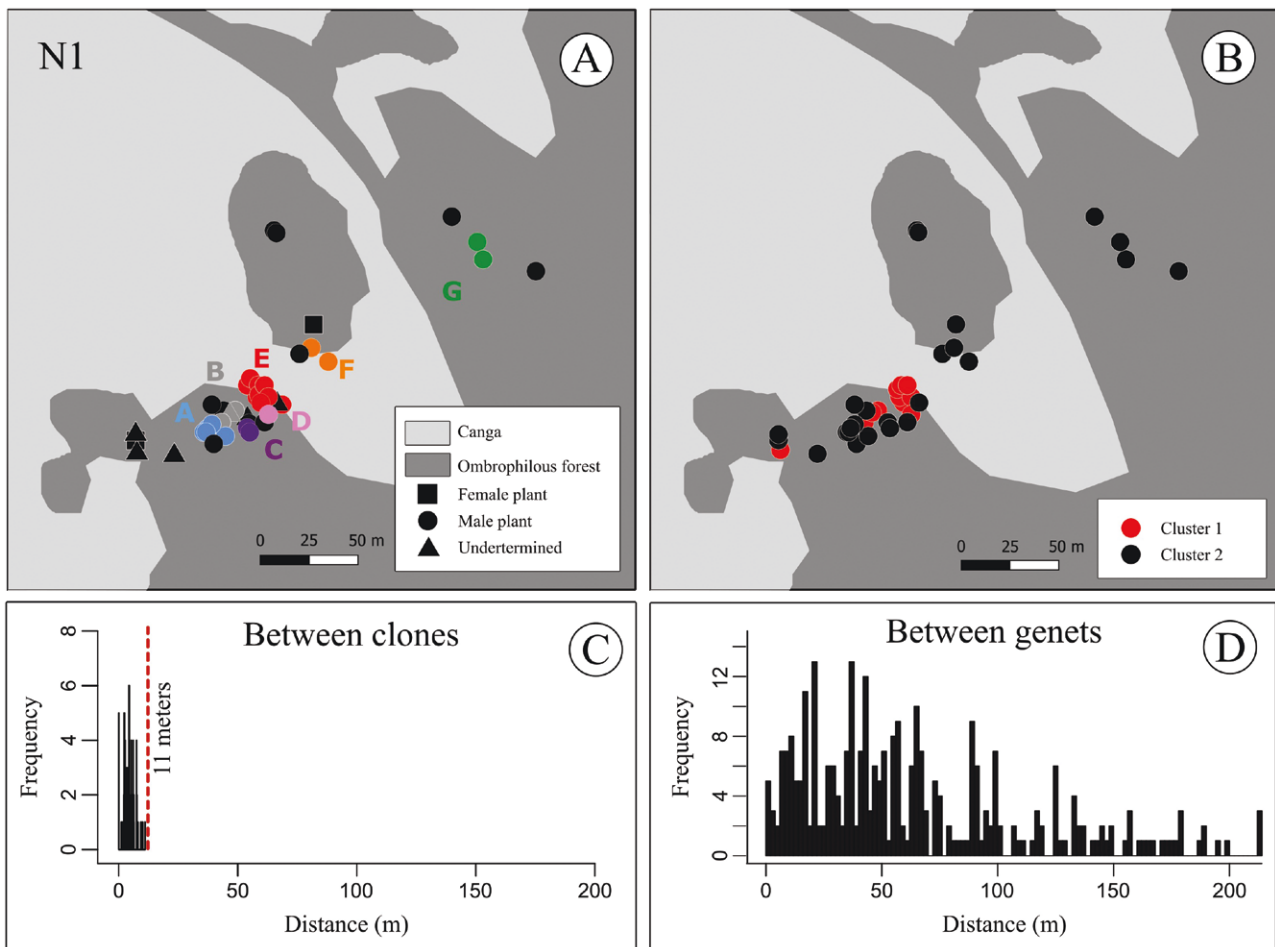 N1
A
B
G
E
B
F
A
D
C
Canga
Ombrophilous forest
Female plant
Male plant
Undertermined
0 25 50 m
Cluster 1
Cluster 2
0 25 50 m
Between clones
C
Frequency
8
6
4
2
0
11 meters
0 50 100 150 200
Distance (m)
Between genets
D
Frequency
12
8
4
0
0 50 100 150 200
Distance (m)